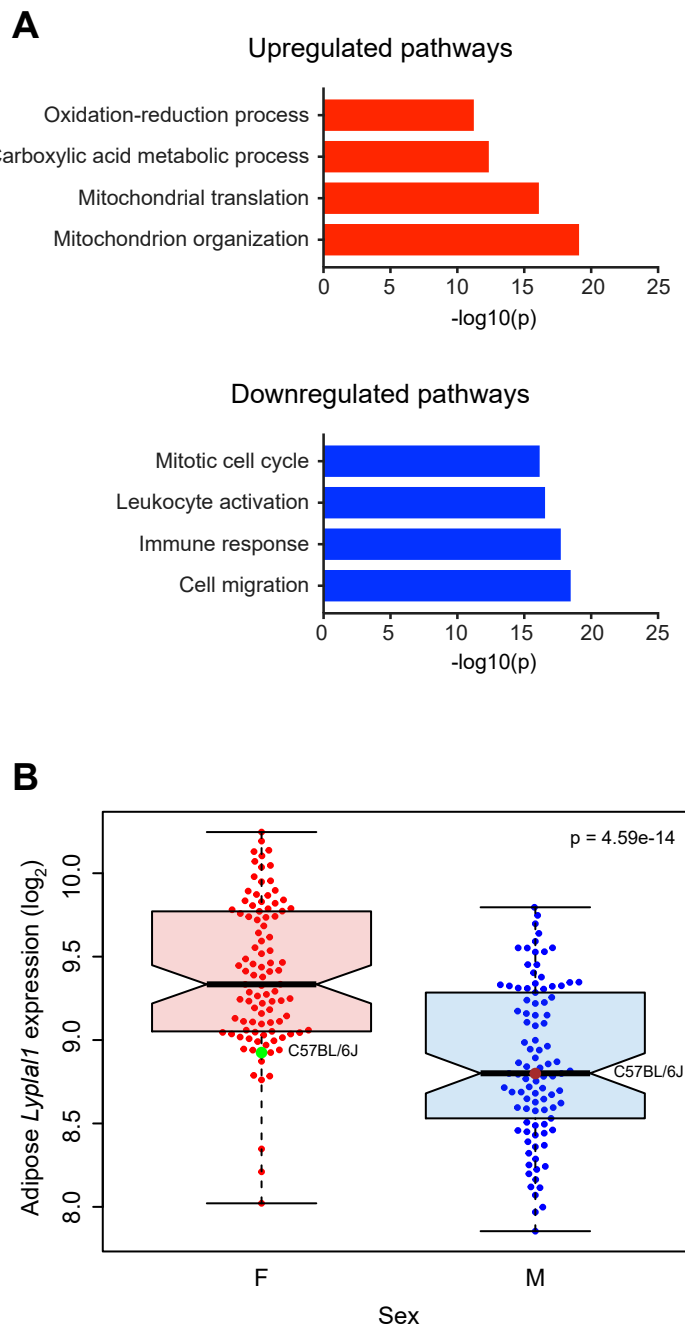 A
Upregulated pathways
Oxidation-reduction process
Carboxylic acid metabolic process
Mitochondrial translation
Mitochondrion organization
0 5 10 15 20 25
-log10(p)
Downregulated pathways
Mitotic cell cycle
Leukocyte activation
Immune response
Cell migration
0 5 10 15 20 25
-log10(p)
B
p = 4.59e-14
Adipose Lyplal1 expression (log2)
10.0
9.5
9.0
8.5
8.0
C57BL/6J
C57BL/6J
F M
Sex